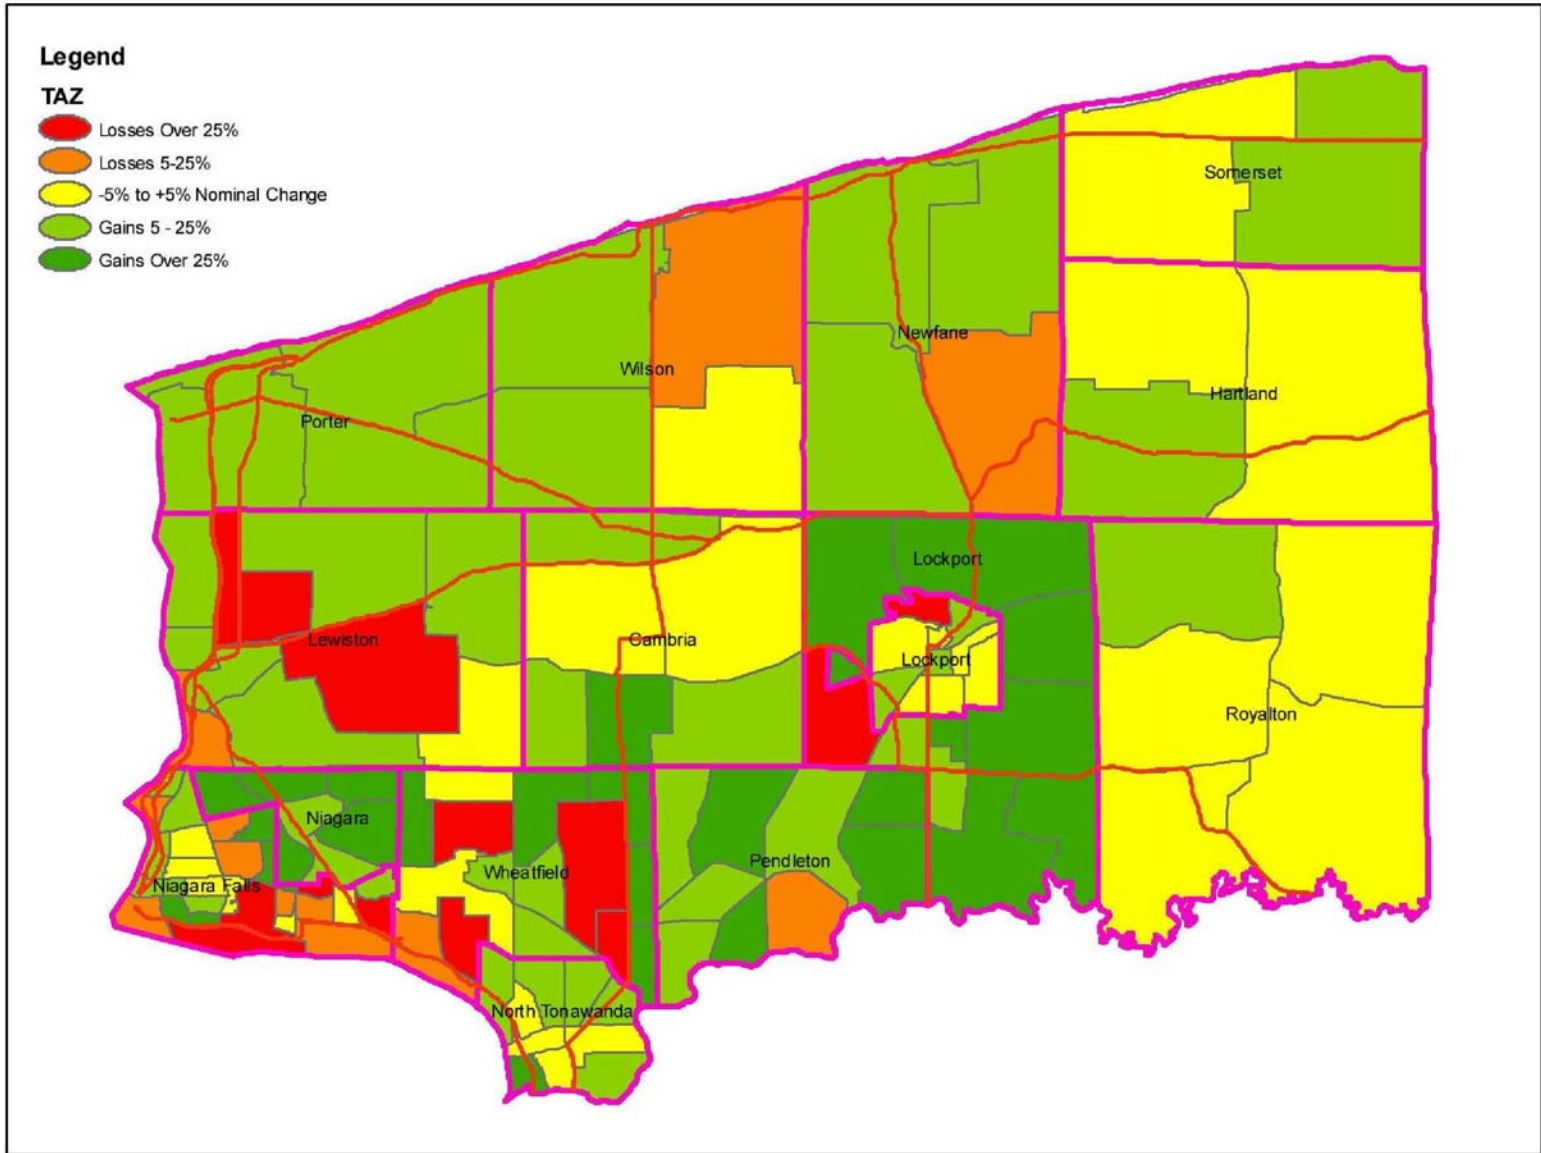 Legend
TAZ
Losses Over 25%
Losses 5-25%
-5% to +5% Nominal Change
Gains 5 - 25%
Gains Over 25%
Somerset
Newfane
Wilson
Hartland
Porter
Lockport
Lewiston
Cambria
Lockport
Royalton
Niagara
Pendleton
Wheatfield
Niagara Falls
North Tonawanda